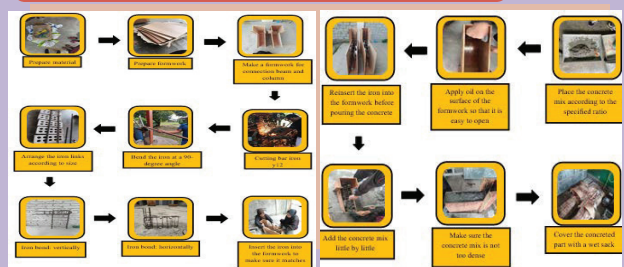 Prepare material
Prepare formwork
Make a formwork for
connection beam and
column
Cutting bar iron
y12
Bend the iron at a 90-
degree angle
Arrange the iron links
according to size
Iron bond: vertically
Iron bond: horizontally
Insert the iron into
the formwork to
make sure it matches
Place the concrete
mix according to the
specified ratio
Apply oil on the
surface of the
formwork so that it is
easy to open
Reinsert the iron into
the formwork before
pouring the concrete
Add the concrete mix
little by little
Make sure the
concrete mix is not
too dense
Cover the concreted
part with a wet sack